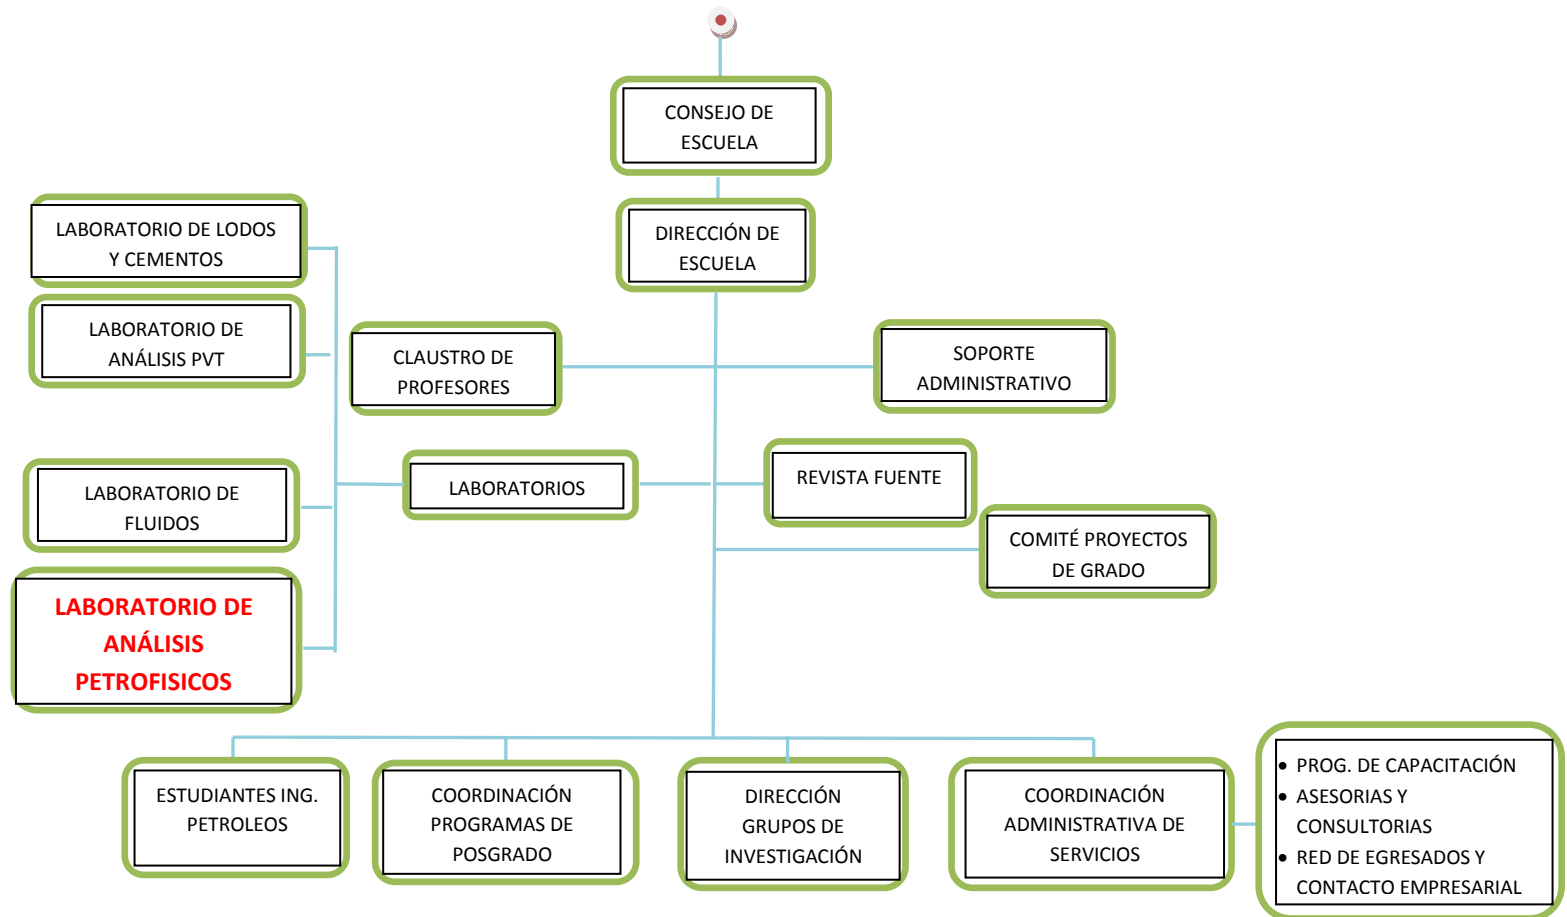 CONSEJO DE
ESCUELA
DIRECCIÓN DE
ESCUELA
LABORATORIO DE LODOS
Y CEMENTOS
LABORATORIO DE
ANÁLISIS PVT
CLAUSTRO DE
PROFESORES
SOPORTE
ADMINISTRATIVO
LABORATORIO DE
FLUIDOS
LABORATORIOS
REVISTA FUENTE
COMITÉ PROYECTOS
DE GRADO
LABORATORIO DE
ANÁLISIS
PETROFISICOS
ESTUDIANTES ING.
PETROLEOS
COORDINACIÓN
PROGRAMAS DE
POSGRADO
DIRECCIÓN
GRUPOS DE
INVESTIGACIÓN
COORDINACIÓN
ADMINISTRATIVA DE
SERVICIOS
• PROG. DE CAPACITACIÓN
• ASESORIAS Y
CONSULTORIAS
• RED DE EGRESADOS Y
CONTACTO EMPRESARIAL